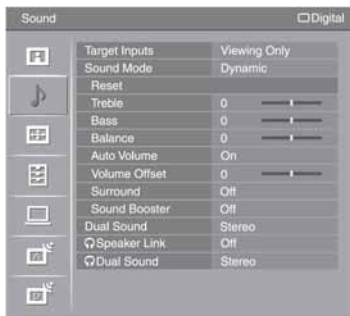 Sound Digital
Target Inputs Viewing Only
Sound Mode Dynamic
Reset
Treble 0
Bass 0
Balance 0
Auto Volume On
Volume Offset 0
Surround Off
Sound Booster Off
Dual Sound Stereo
Speaker Link Off
Dual Sound Stereo